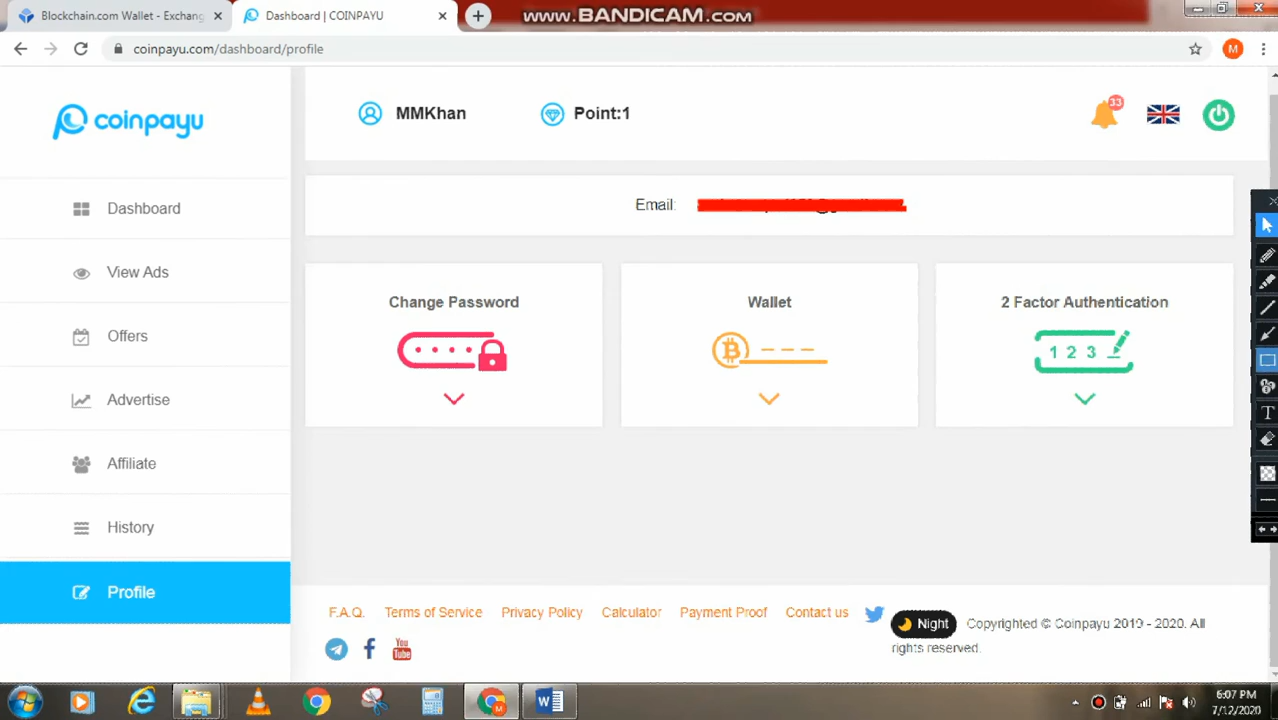 Blockchain.com Wallet - Exchang
Dashboard | COINPAYU
www.BANDICAM.com
coinpayu.com/dashboard/profile
M
coinpayu
MMKhan
Point:1
33
Email:
Dashboard
View Ads
Offers
Advertise
Affiliate
History
Profile
Change Password
Wallet
2 Factor Authentication
1 2 3
F.A.Q. Terms of Service Privacy Policy Calculator Payment Proof Contact us
Night
Copyrighted © Coinpayu 2019 - 2020. All
rights reserved.
You
Tube
T
6:07 PM
7/12/2020